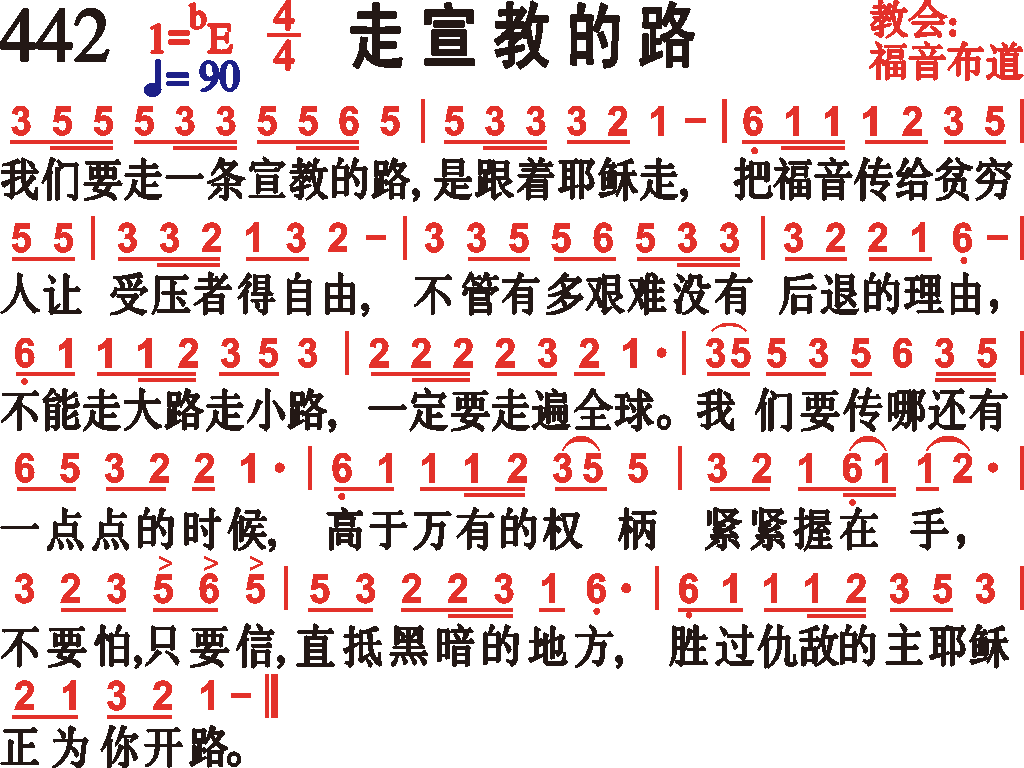 442 1=ᵇE 4/4 走宣教的路 教会:
♩=90 福音布道
3 5 5 5 3 3 5 5 6 5 | 5 3 3 3 2 1 － | 6 1 1 1 2 3 5 |
我们要走一条宣教的路,是跟着耶稣走, 把福音传给贫穷
5 5 | 3 3 2 1 3 2 － | 3 3 5 5 6 5 3 3 | 3 2 2 1 6 － |
人让 受压者得自由, 不管有多艰难没有 后退的理由,
6 1 1 1 2 3 5 3 | 2 2 2 2 3 2 1 · | 3 5 5 3 5 6 3 5 |
不能走大路走小路, 一定要走遍全球。我 们要传哪还有
6 5 3 2 2 1 · | 6 1 1 1 2 3 5 5 | 3 2 1 6 1 1 2 · |
一点点的时候, 高于万有的权 柄 紧紧握在 手,
3 2 3 5 6 5 | 5 3 2 2 3 1 6 · | 6 1 1 1 2 3 5 3 |
不要怕,只要信,直抵黑暗的地方, 胜过仇敌的主耶稣
2 1 3 2 1 － ‖
正为你开路。